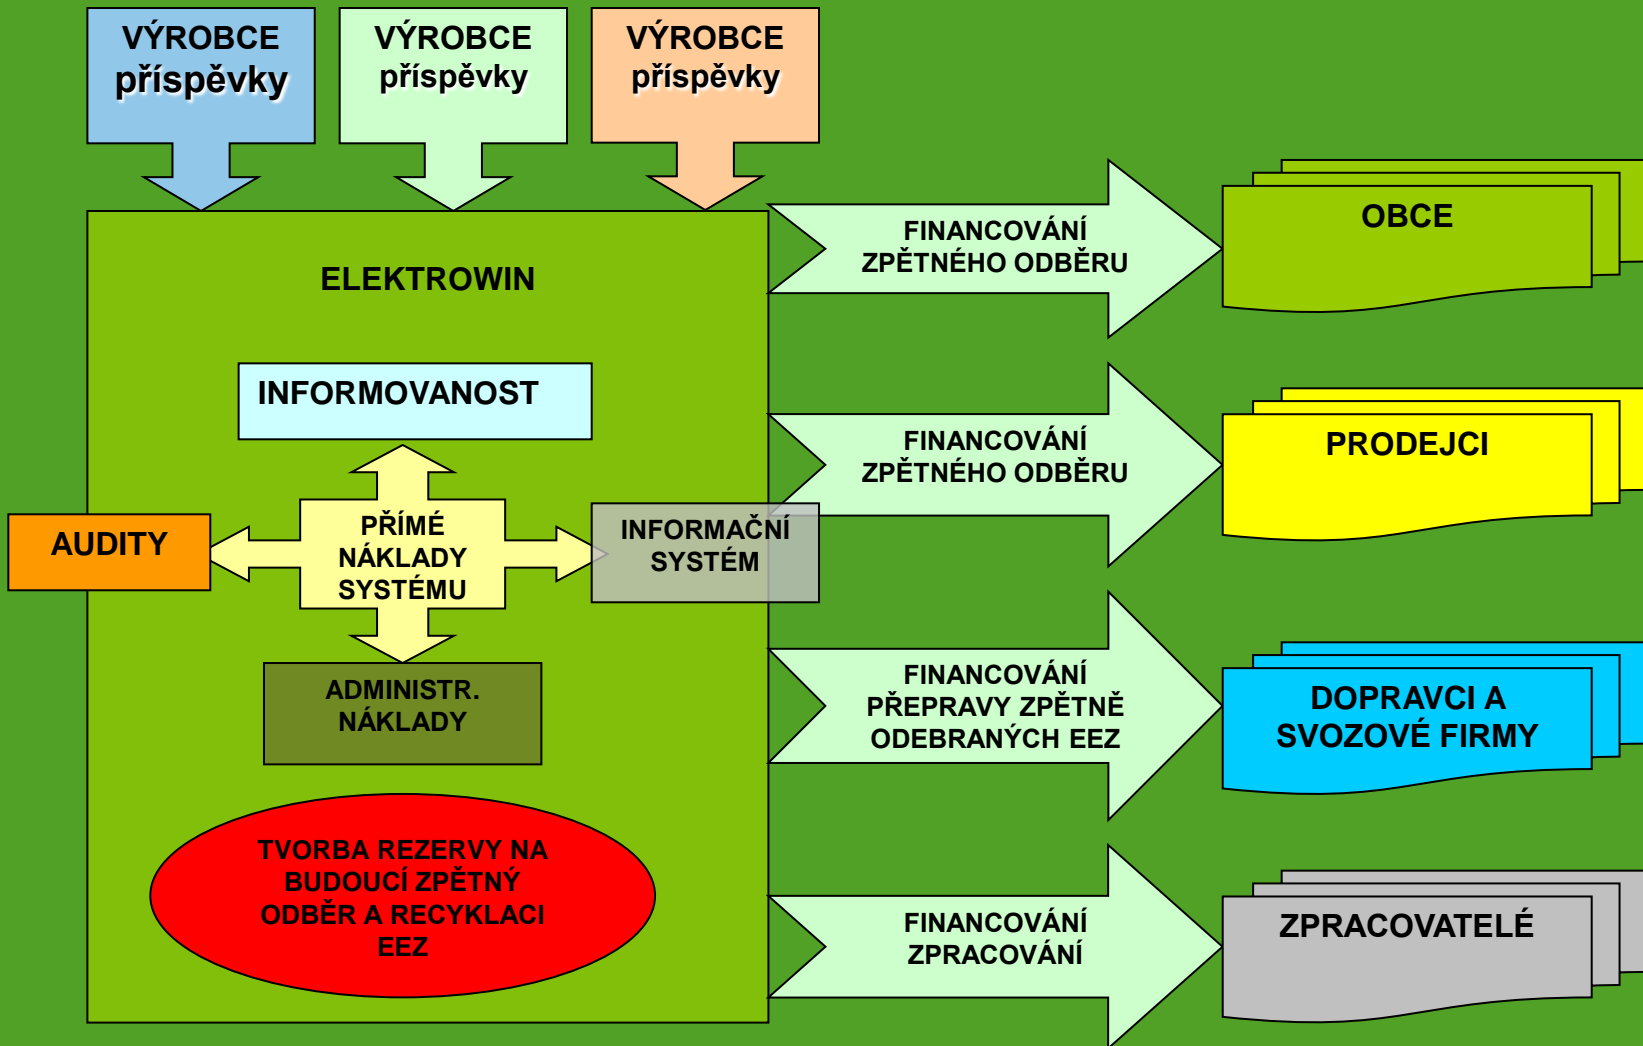 VÝROBCE
příspěvky
VÝROBCE
příspěvky
VÝROBCE
příspěvky
ELEKTROWIN
INFORMOVANOST
AUDITY
PŘÍMÉ
NÁKLADY
SYSTÉMU
INFORMAČNÍ
SYSTÉM
ADMINISTR.
NÁKLADY
TVORBA REZERVY NA
BUDOUCÍ ZPĚTNÝ
ODBĚR A RECYKLACI
EEZ
FINANCOVÁNÍ
ZPĚTNÉHO ODBĚRU
OBCE
FINANCOVÁNÍ
ZPĚTNÉHO ODBĚRU
PRODEJCI
FINANCOVÁNÍ
PŘEPRAVY ZPĚTNĚ
ODEBRANÝCH EEZ
DOPRAVCI A
SVOZOVÉ FIRMY
FINANCOVÁNÍ
ZPRACOVÁNÍ
ZPRACOVATELÉ